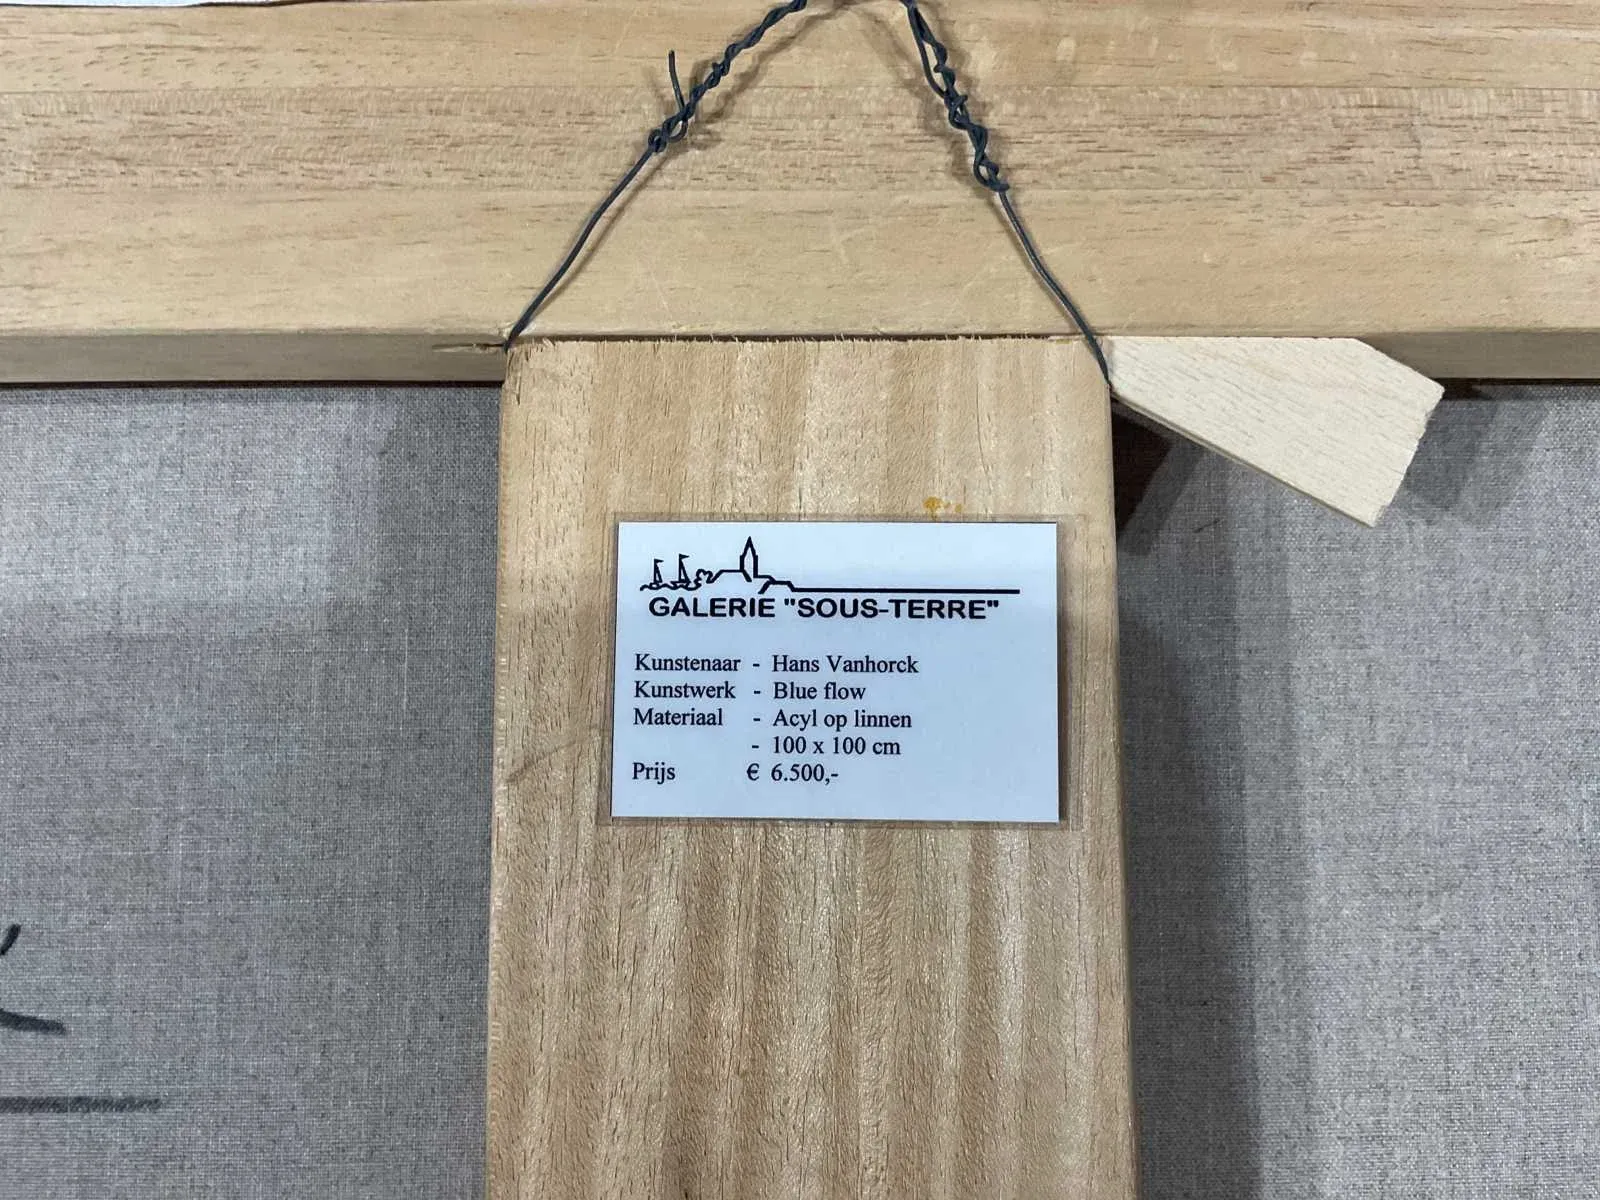 GALERIE "SOUS-TERRE"
Kunstenaar - Hans Vanhorck
Kunstwerk - Blue flow
Materiaal - Acyl op linnen
- 100 x 100 cm
Prijs € 6.500,-